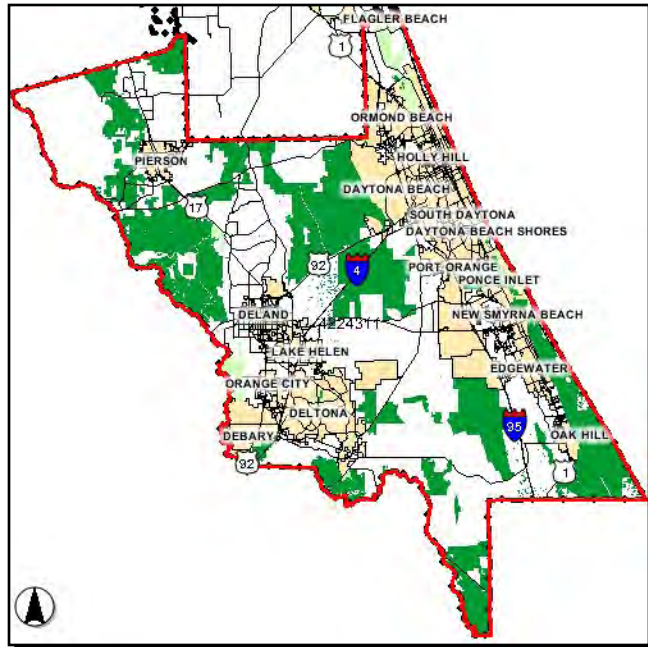 FLAGLER BEACH
1
ORMOND BEACH
HOLLY HILL
PIERSON
DAYTONA BEACH
17
SOUTH DAYTONA
DAYTONA BEACH SHORES
92
4
PORT ORANGE
PONCE INLET
DELAND
NEW SMYRNA BEACH
4224311
LAKE HELEN
EDGEWATER
ORANGE CITY
DELTONA
95
DEBARY
OAK HILL
92
1